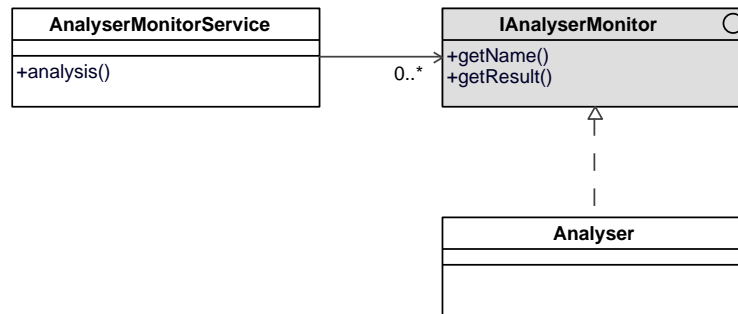 AnalyserMonitorService
+analysis()
0..*
IAnalyserMonitor
+getName()
+getResult()
Analyser